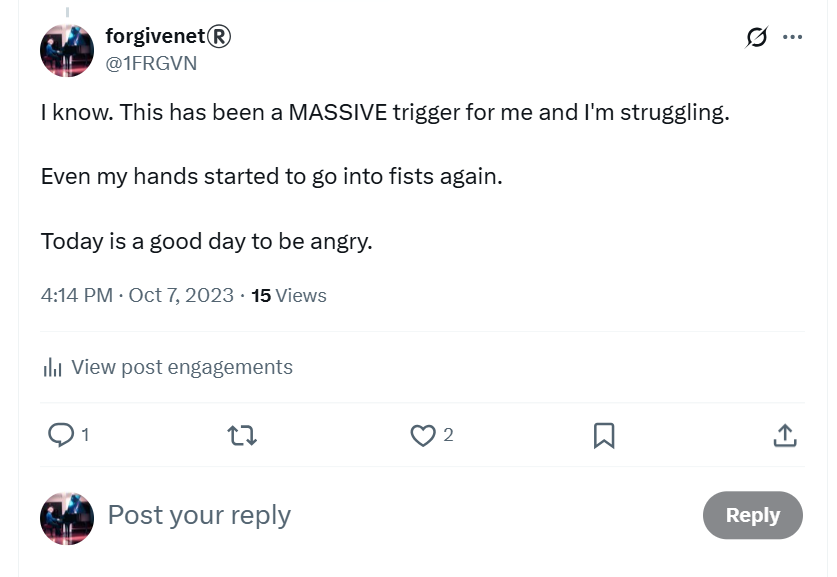 forgivenet®
@1FRGVN
I know. This has been a MASSIVE trigger for me and I'm struggling.
Even my hands started to go into fists again.
Today is a good day to be angry.
4:14 PM · Oct 7, 2023 · 15 Views
View post engagements
1
2
Post your reply
Reply